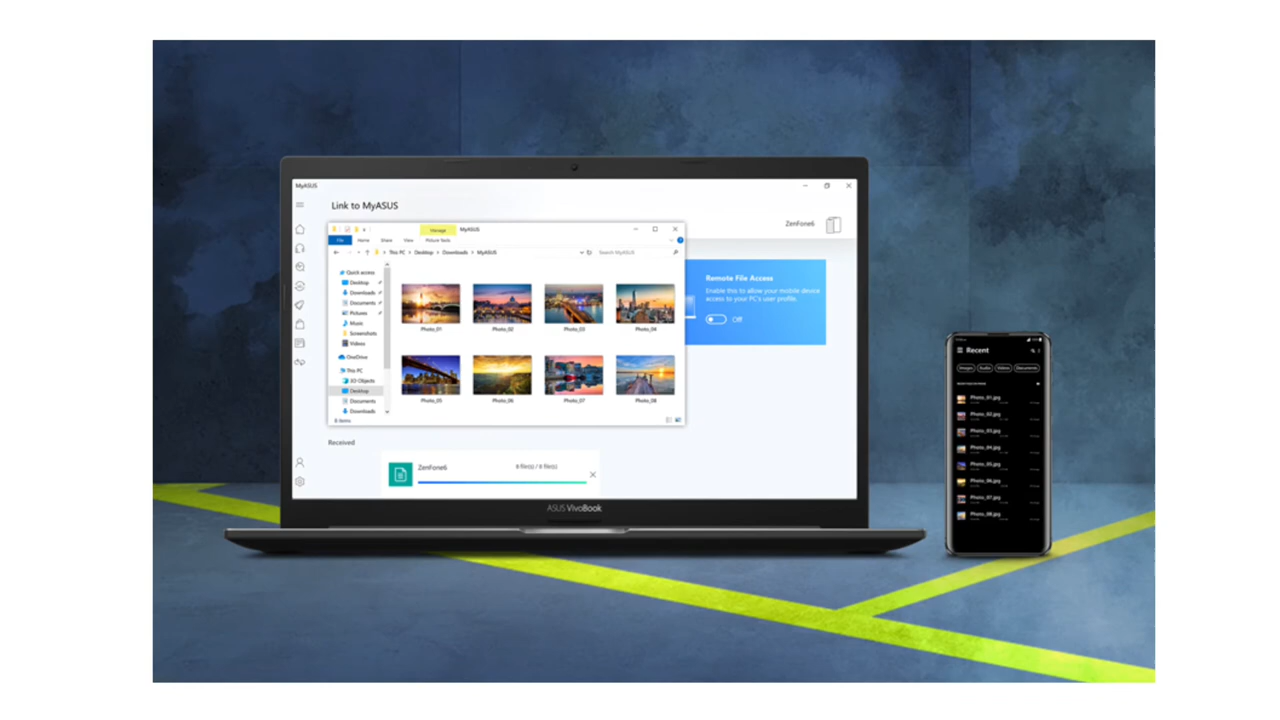 MyASUS
Link to MyASUS
ZenFone6
Manage MyASUS
File Home Share View Picture Tools
This PC > Desktop > Downloads > MyASUS
Search MyASUS
Quick access
Desktop
Downloads
Documents
Pictures
Music
Screenshots
Videos
OneDrive
This PC
3D Objects
Desktop
Documents
Downloads
8 items
Photo_01 Photo_02 Photo_03 Photo_04
Photo_05 Photo_06 Photo_07 Photo_08
Remote File Access
Enable this to allow your mobile device
access to your PC's user profile.
Off
Received
ZenFone6
8 file(s) / 8 file(s)
ASUS VivoBook
Recent
Images Audio Videos Documents
Photo_01.jpg
Photo_02.jpg
Photo_03.jpg
Photo_04.jpg
Photo_05.jpg
Photo_06.jpg
Photo_07.jpg
Photo_08.jpg